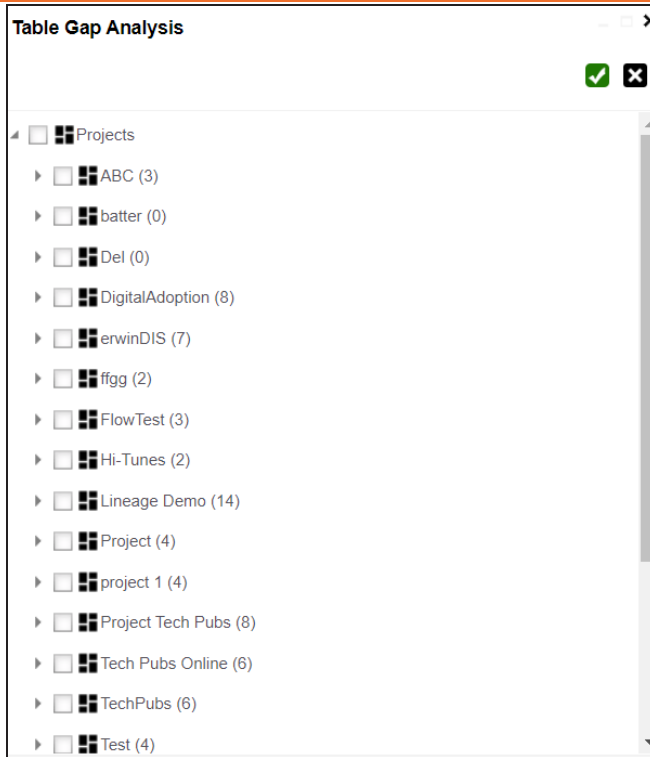 Table Gap Analysis
Projects
ABC (3)
batter (0)
Del (0)
DigitalAdoption (8)
erwinDIS (7)
ffgg (2)
FlowTest (3)
Hi-Tunes (2)
Lineage Demo (14)
Project (4)
project 1 (4)
Project Tech Pubs (8)
Tech Pubs Online (6)
TechPubs (6)
Test (4)